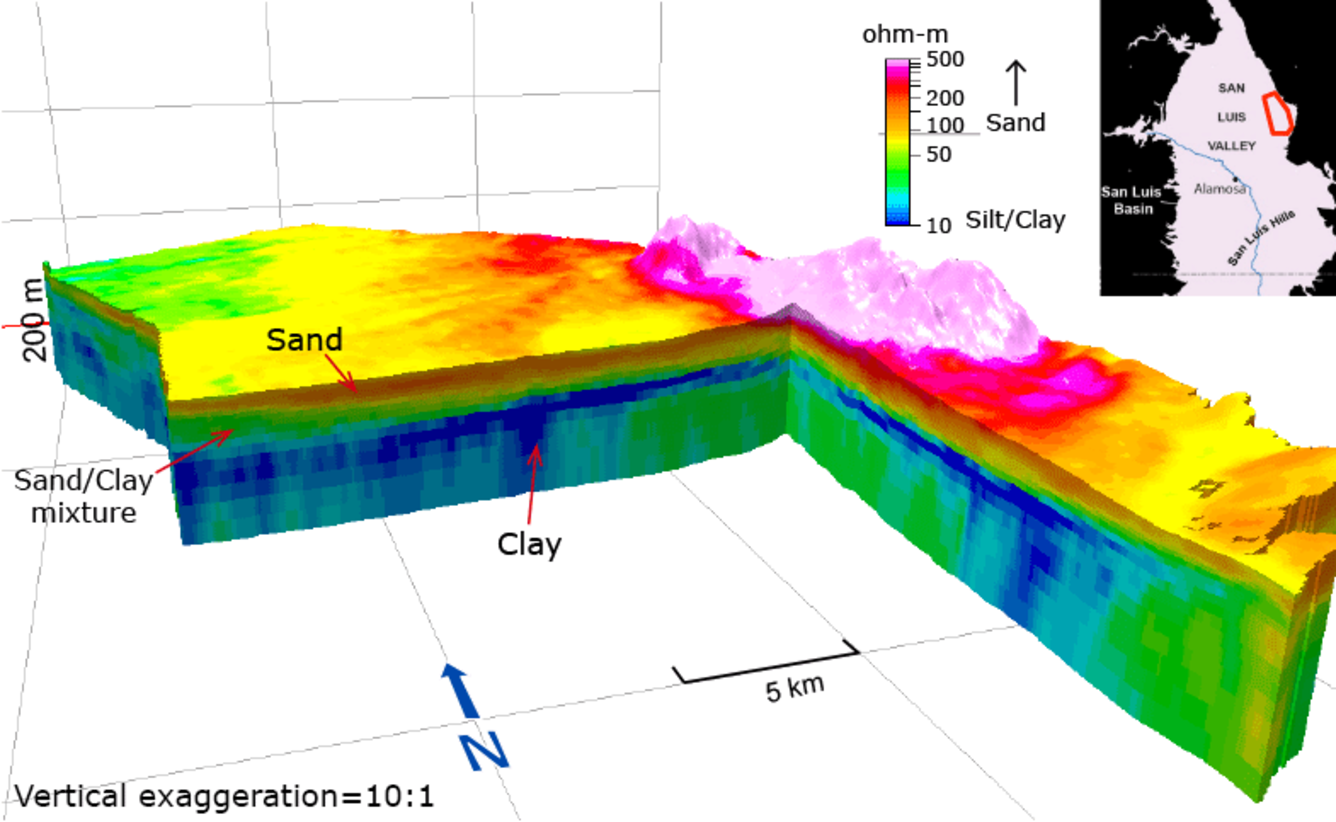 ohm-m
500
200
100
50
10
Sand
Silt/Clay
SAN
LUIS
VALLEY
Alamosa
San Luis
Basin
San Luis Hills
200 m
Sand
Sand/Clay
mixture
Clay
5 km
N
Vertical exaggeration=10:1